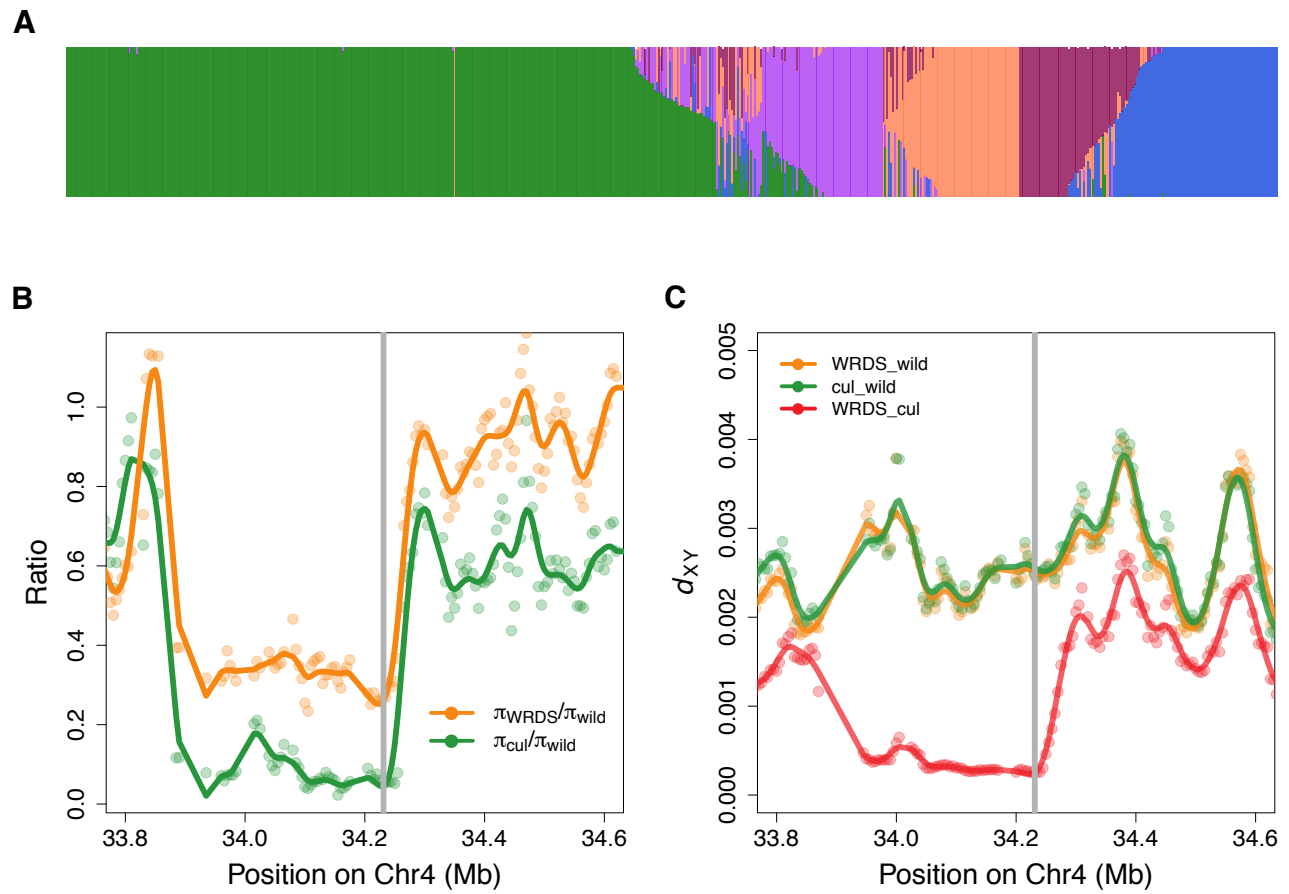 A
B
Ratio
0.0 0.2 0.4 0.6 0.8 1.0
πWRDS/πwild
πcul/πwild
33.8 34.0 34.2 34.4 34.6
Position on Chr4 (Mb)
C
dXY
0.000 0.001 0.002 0.003 0.004 0.005
WRDS_wild
cul_wild
WRDS_cul
33.8 34.0 34.2 34.4 34.6
Position on Chr4 (Mb)